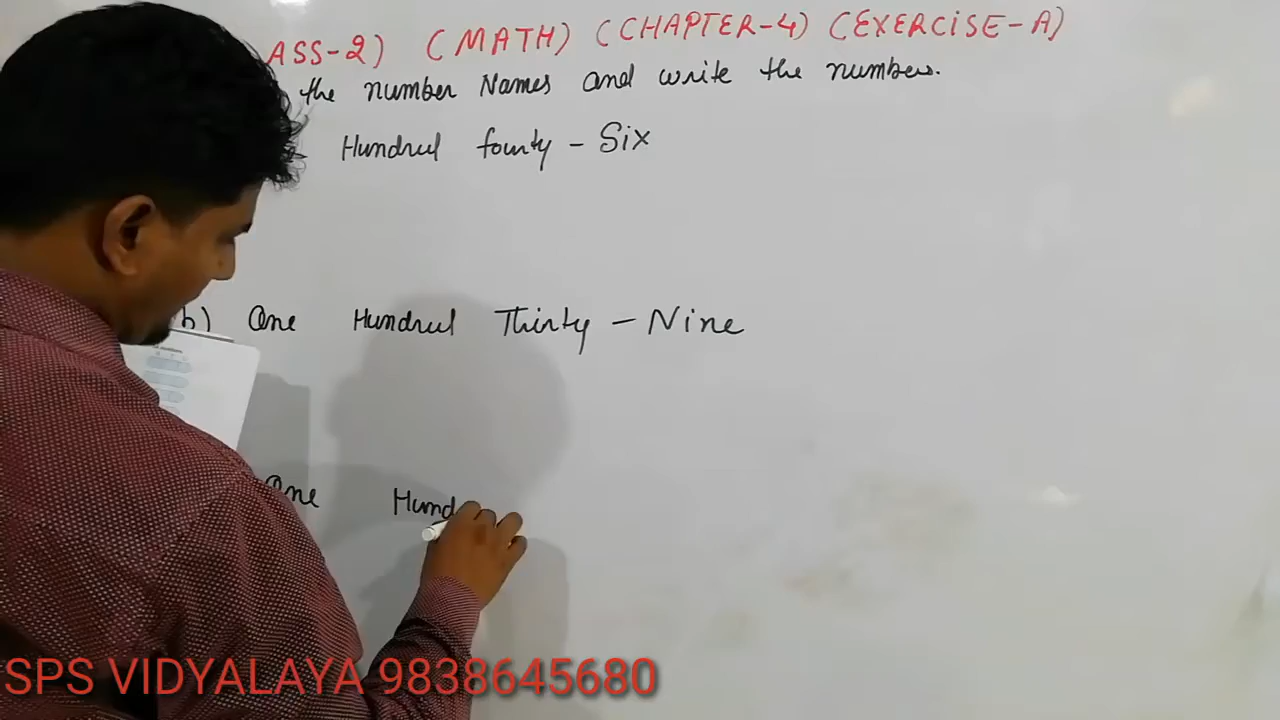 ASS-2) (MATH) (CHAPTER-4) (EXERCISE-A)
the number Names and write the numbers.
Hundred fourty - Six
b) One Hundred Thirty - Nine
One Hund
SPS VIDYALAYA 9838645680